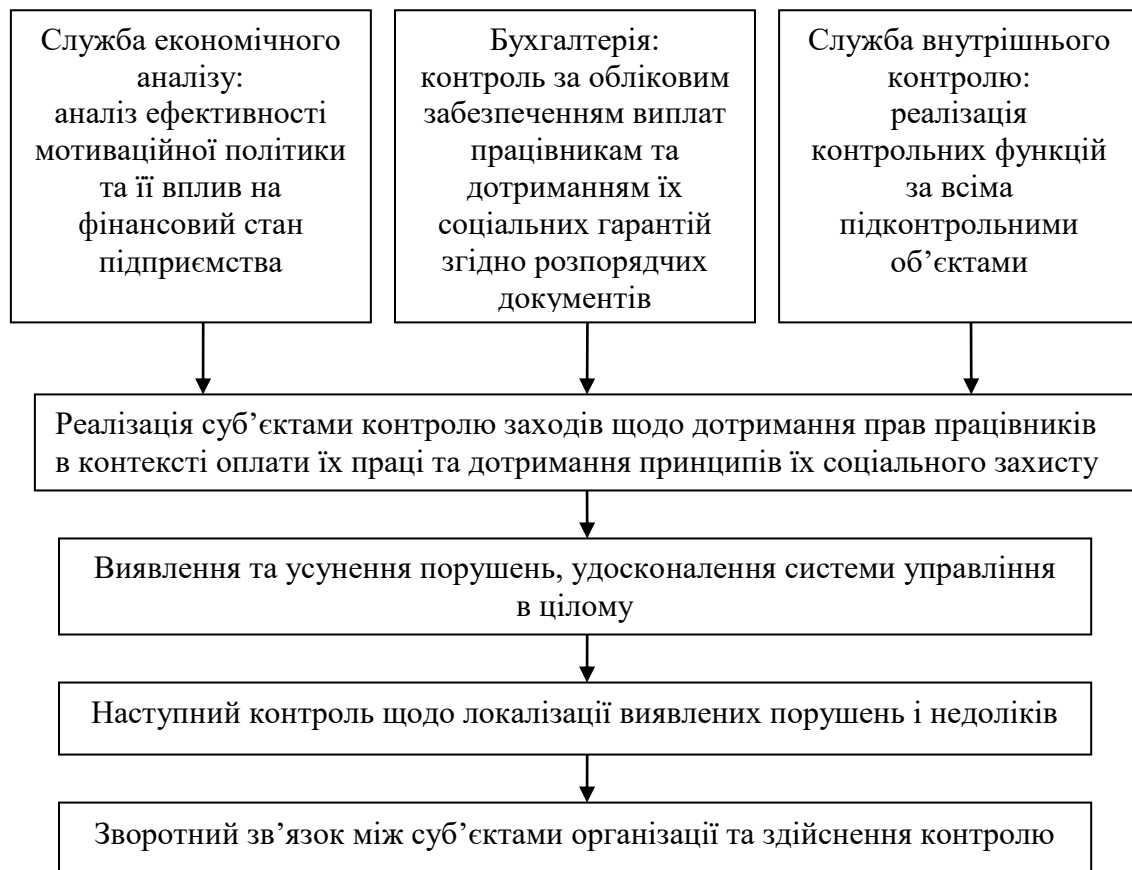 Служба економічного
аналізу:
аналіз ефективності
мотиваційної політики
та її вплив на
фінансовий стан
підприємства
Бухгалтерія:
контроль за обліковим
забезпеченням виплат
працівникам та
дотриманням їх
соціальних гарантій
згідно розпорядчих
документів
Служба внутрішнього
контролю:
реалізація
контрольних функцій
за всіма
підконтрольними
об’єктами
Реалізація суб’єктами контролю заходів щодо дотримання прав працівників
в контексті оплати їх праці та дотримання принципів їх соціального захисту
Виявлення та усунення порушень, удосконалення системи управління
в цілому
Наступний контроль щодо локалізації виявлених порушень і недоліків
Зворотний зв’язок між суб’єктами організації та здійснення контролю